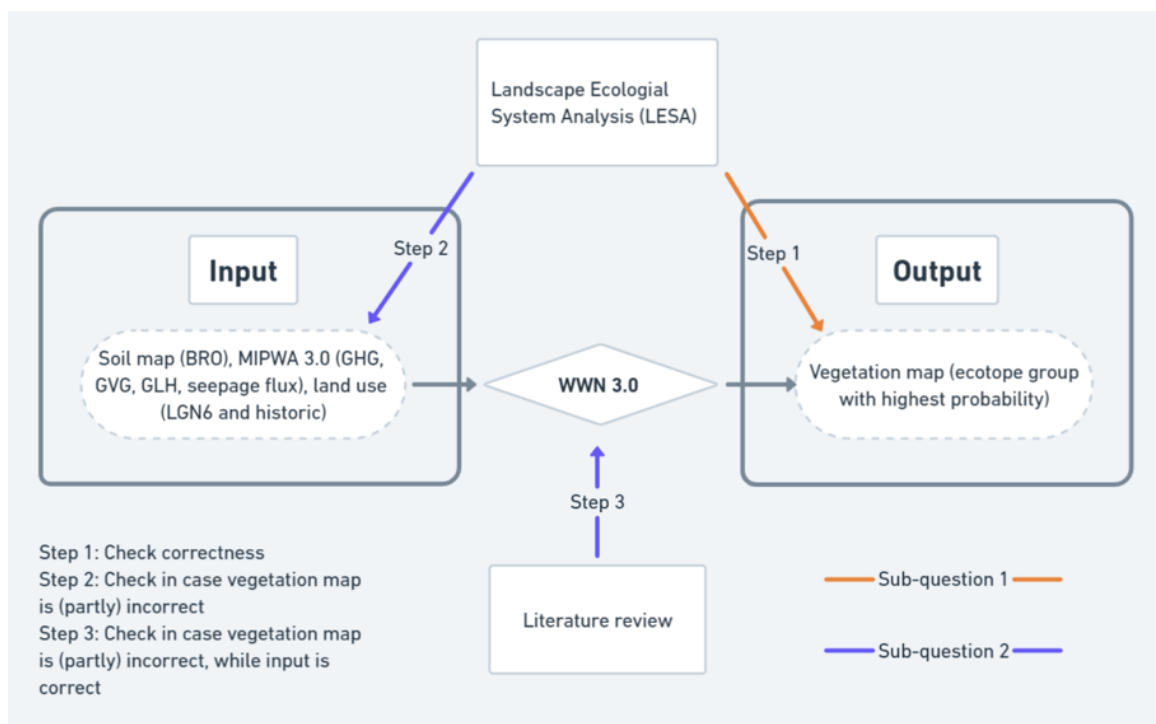 Landscape Ecologial
System Analysis (LESA)
Step 2
Step 1
Input
Output
Soil map (BRO), MIPWA 3.0 (GHG,
GVG, GLH, seepage flux), land use
(LGN6 and historic)
WWN 3.0
Vegetation map (ecotope group
with highest probability)
Step 3
Step 1: Check correctness
Step 2: Check in case vegetation map
is (partly) incorrect
Step 3: Check in case vegetation map
is (partly) incorrect, while input is
correct
Literature review
Sub-question 1
Sub-question 2